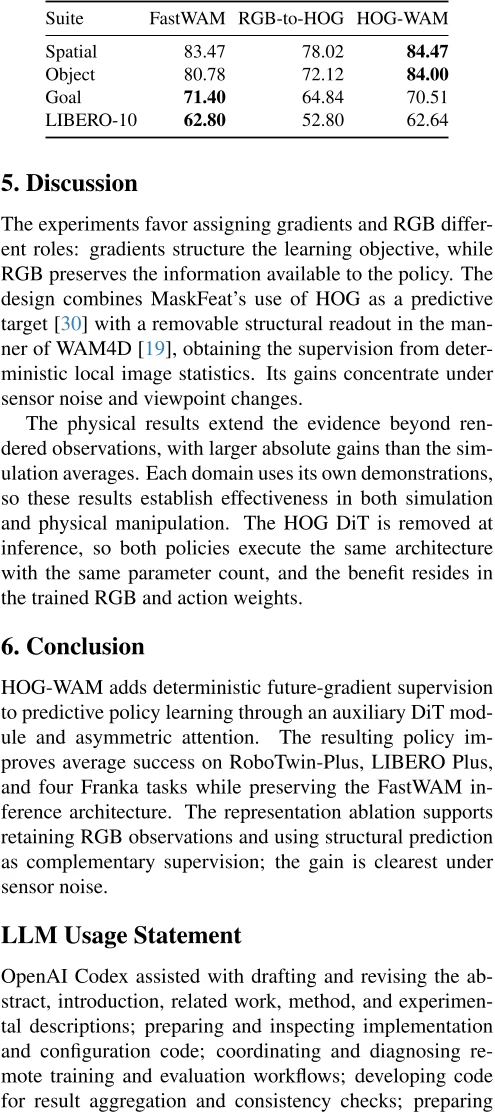 Suite FastWAM RGB-to-HOG HOG-WAM
Spatial 83.47 78.02 84.47
Object 80.78 72.12 84.00
Goal 71.40 64.84 70.51
LIBERO-10 62.80 52.80 62.64
5. Discussion
The experiments favor assigning gradients and RGB differ-
ent roles: gradients structure the learning objective, while
RGB preserves the information available to the policy. The
design combines MaskFeat's use of HOG as a predictive
target [30] with a removable structural readout in the man-
ner of WAM4D [19], obtaining the supervision from deter-
ministic local image statistics. Its gains concentrate under
sensor noise and viewpoint changes.
The physical results extend the evidence beyond ren-
dered observations, with larger absolute gains than the sim-
ulation averages. Each domain uses its own demonstrations,
so these results establish effectiveness in both simulation
and physical manipulation. The HOG DiT is removed at
inference, so both policies execute the same architecture
with the same parameter count, and the benefit resides in
the trained RGB and action weights.
6. Conclusion
HOG-WAM adds deterministic future-gradient supervision
to predictive policy learning through an auxiliary DiT mod-
ule and asymmetric attention. The resulting policy im-
proves average success on RoboTwin-Plus, LIBERO Plus,
and four Franka tasks while preserving the FastWAM in-
ference architecture. The representation ablation supports
retaining RGB observations and using structural prediction
as complementary supervision; the gain is clearest under
sensor noise.
LLM Usage Statement
OpenAI Codex assisted with drafting and revising the ab-
stract, introduction, related work, method, and experimen-
tal descriptions; preparing and inspecting implementation
and configuration code; coordinating and diagnosing re-
mote training and evaluation workflows; developing code
for result aggregation and consistency checks; preparing